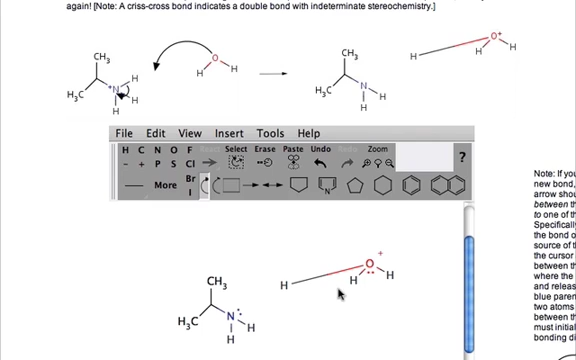 again! [Note: A criss-cross bond indicates a double bond with indeterminate stereochemistry.]
CH₃
H₃C
+N
H
H
H
O
H
H
CH₃
H₃C
N
H
H
H
O+
H
H
File Edit View Insert Tools Help
H C N O F
Select Erase Paste Undo Redo Zoom
- + P S Cl
?
More
Br
I
N
Note: If you
new bond,
arrow shou
between th
to one of th
Specifically
the bond o
source of th
the cursor
between th
where the
and releas
blue paren
two atoms
between th
must initial
bonding di
+
H
O
H
H
CH₃
H₃C
N
H
H